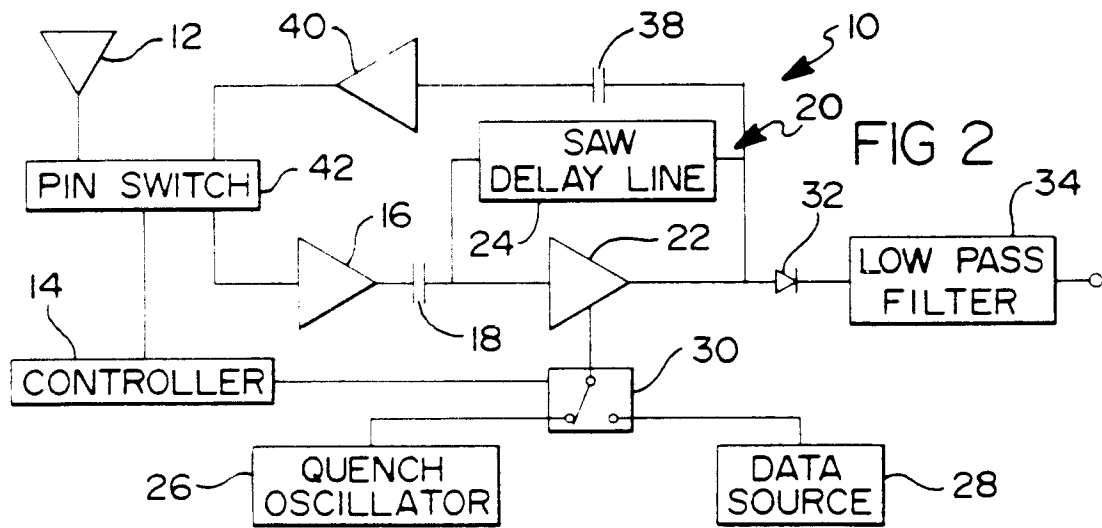 12
40
38
10
20
FIG 2
PIN SWITCH
42
SAW
DELAY LINE
24
16
22
32
34
LOW PASS
FILTER
14
18
30
CONTROLLER
26
QUENCH
OSCILLATOR
DATA
SOURCE
28